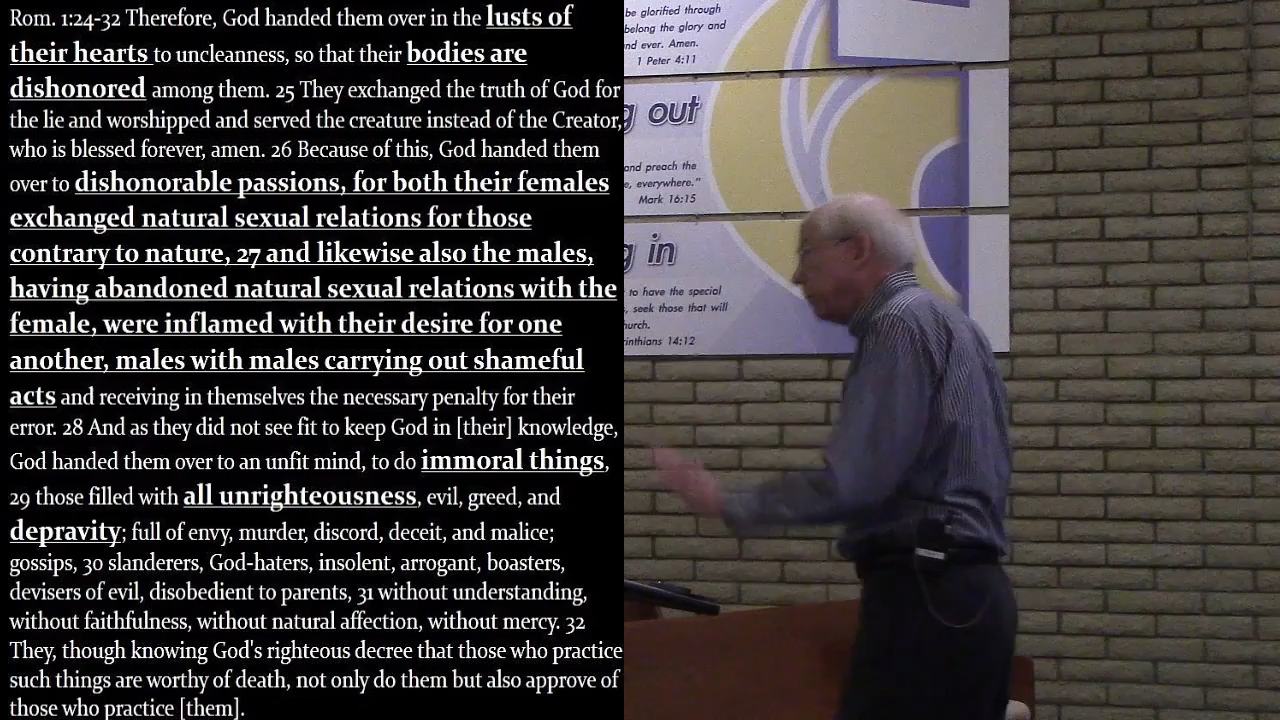 Rom. 1:24-32 Therefore, God handed them over in the lusts of
their hearts to uncleanness, so that their bodies are
dishonored among them. 25 They exchanged the truth of God for
the lie and worshipped and served the creature instead of the Creator,
who is blessed forever, amen. 26 Because of this, God handed them
over to dishonorable passions, for both their females
exchanged natural sexual relations for those
contrary to nature, 27 and likewise also the males,
having abandoned natural sexual relations with the
female, were inflamed with their desire for one
another, males with males carrying out shameful
acts and receiving in themselves the necessary penalty for their
error. 28 And as they did not see fit to keep God in [their] knowledge,
God handed them over to an unfit mind, to do immoral things,
29 those filled with all unrighteousness, evil, greed, and
depravity; full of envy, murder, discord, deceit, and malice;
gossips, 30 slanderers, God-haters, insolent, arrogant, boasters,
devisers of evil, disobedient to parents, 31 without understanding,
without faithfulness, without natural affection, without mercy. 32
They, though knowing God's righteous decree that those who practice
such things are worthy of death, not only do them but also approve of
those who practice [them].
be glorified through
belong the glory and
nd ever. Amen.
1 Peter 4:11
g out
and preach the
e, everywhere."
Mark 16:15
g in
to have the special
, seek those that will
hurch.
inthians 14:12